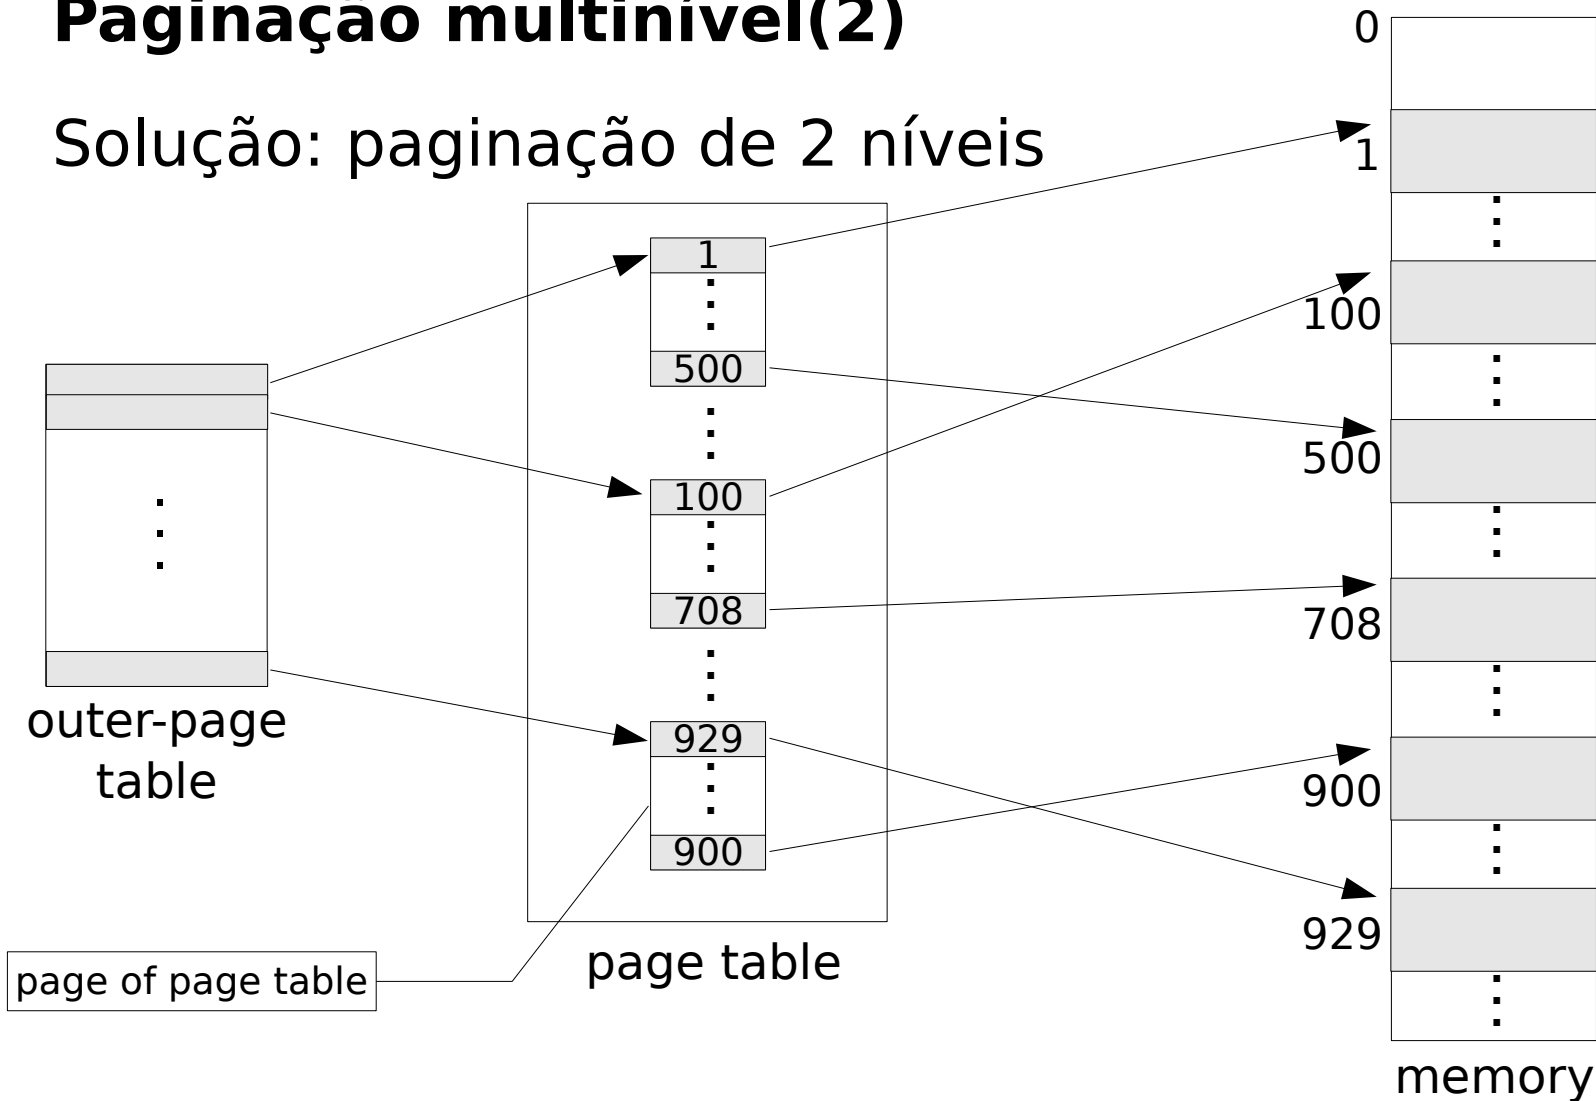 Paginação multinível(2)
Solução: paginação de 2 níveis
outer-page
table
1
500
100
708
929
900
page table
page of page table
0
1
100
500
708
900
929
memory